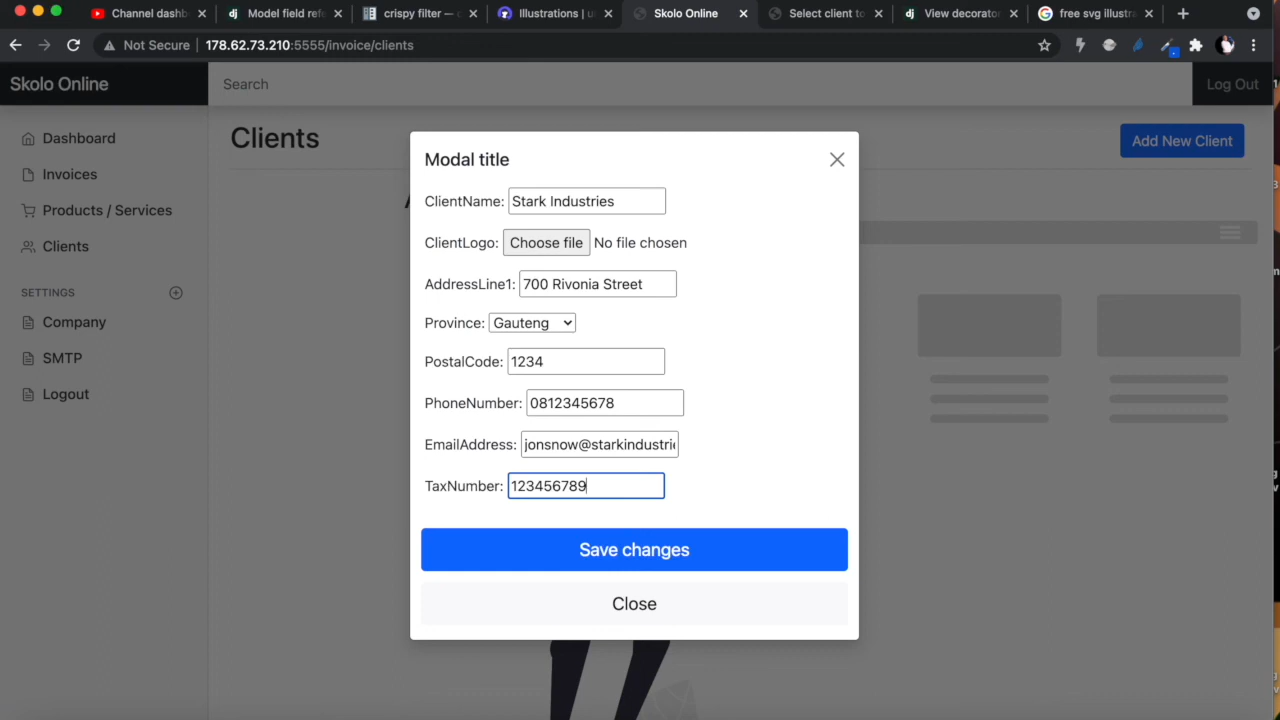 Channel dashb
Model field ref
crispy filter — c
Illustrations | u
Skolo Online
Select client to
View decorator
free svg illustra
Not Secure
178.62.73.210:5555/invoice/clients
Skolo Online
Search
Log Out
Dashboard
Invoices
Products / Services
Clients
SETTINGS
Company
SMTP
Logout
Clients
Add New Client
Modal title
ClientName: Stark Industries
ClientLogo: Choose file No file chosen
AddressLine1: 700 Rivonia Street
Province: Gauteng
PostalCode: 1234
PhoneNumber: 0812345678
EmailAddress: jonsnow@starkindustrie
TaxNumber: 123456789
Save changes
Close